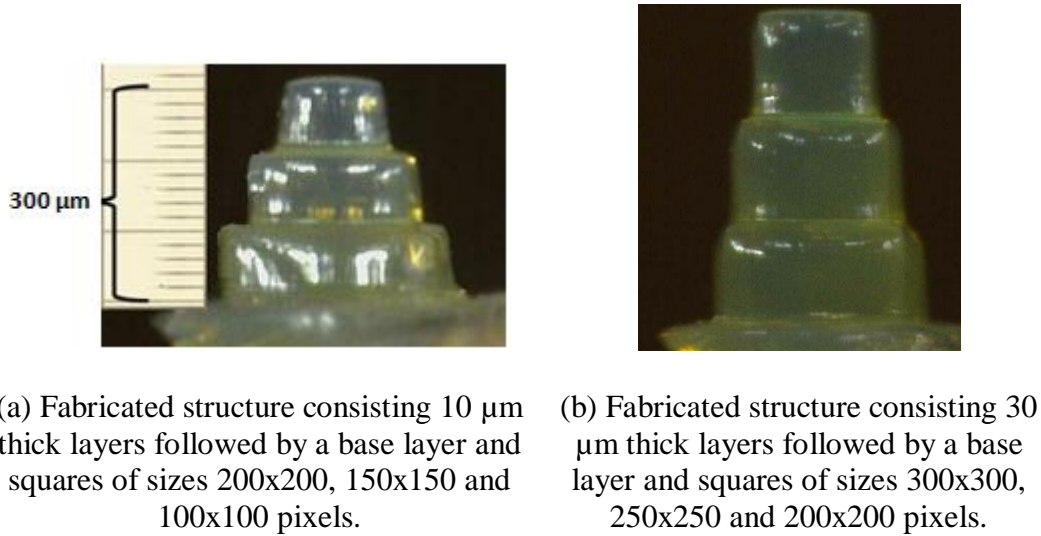 300 µm
(a) Fabricated structure consisting 10 µm
thick layers followed by a base layer and
squares of sizes 200x200, 150x150 and
100x100 pixels.
(b) Fabricated structure consisting 30
µm thick layers followed by a base
layer and squares of sizes 300x300,
250x250 and 200x200 pixels.